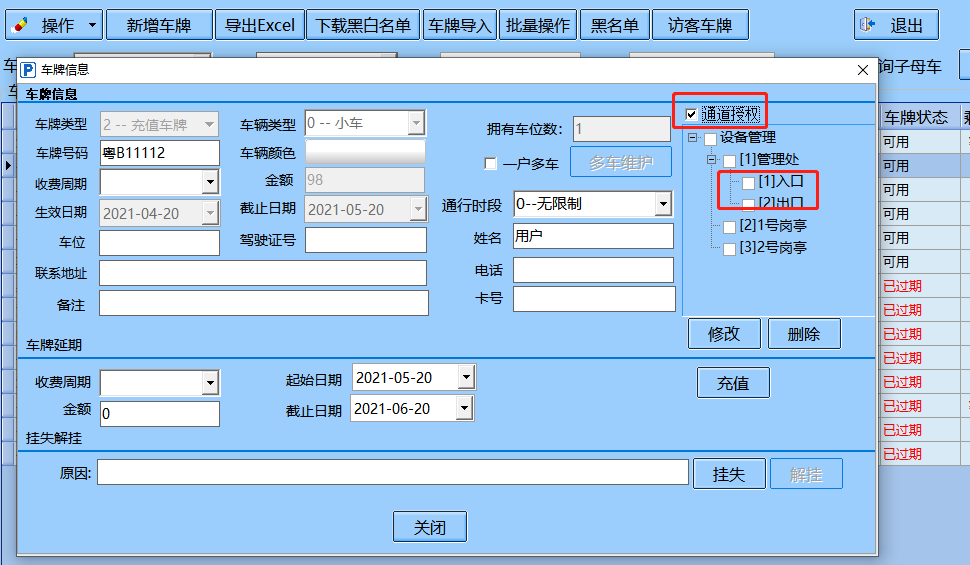 操作 新增车牌 导出Excel 下载黑白名单 车牌导入 批量操作 黑名单 访客车牌 退出
车 询子母车
车牌信息
车牌信息
车牌类型 2 -- 充值车牌 车辆类型 0 -- 小车 拥有车位数: 1 通道授权 车牌状态
车牌号码 粤B11112 车辆颜色 一户多车 多车维护 设备管理 可用
[1]管理处 可用
收费周期 金额 98 [1]入口 可用
生效日期 2021-04-20 截止日期 2021-05-20 通行时段 0--无限制 [2]出口 可用
车位 驾驶证号 姓名 用户 [2]1号岗亭 可用
[3]2号岗亭 可用
联系地址 电话 已过期
备注 卡号 已过期
修改 删除 已过期
车牌延期 已过期
收费周期 起始日期 2021-05-20 充值 已过期
金额 0 截止日期 2021-06-20 已过期
挂失解挂 已过期
已过期
原因: 挂失 解挂
关闭